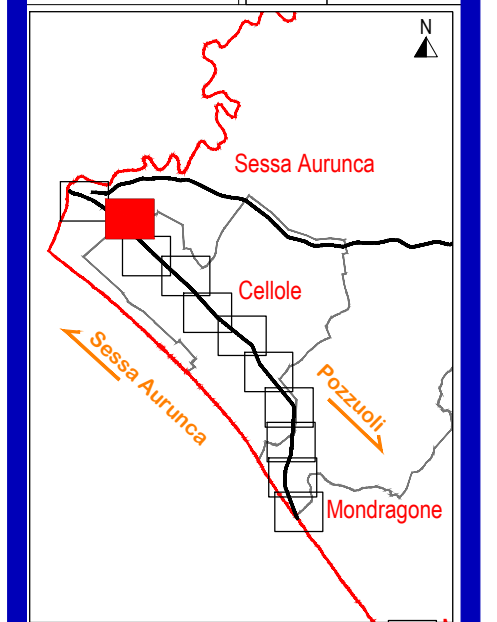 N
Sessa Aurunca
Cellole
Sessa Aurunca
Pozzuoli
Mondragone